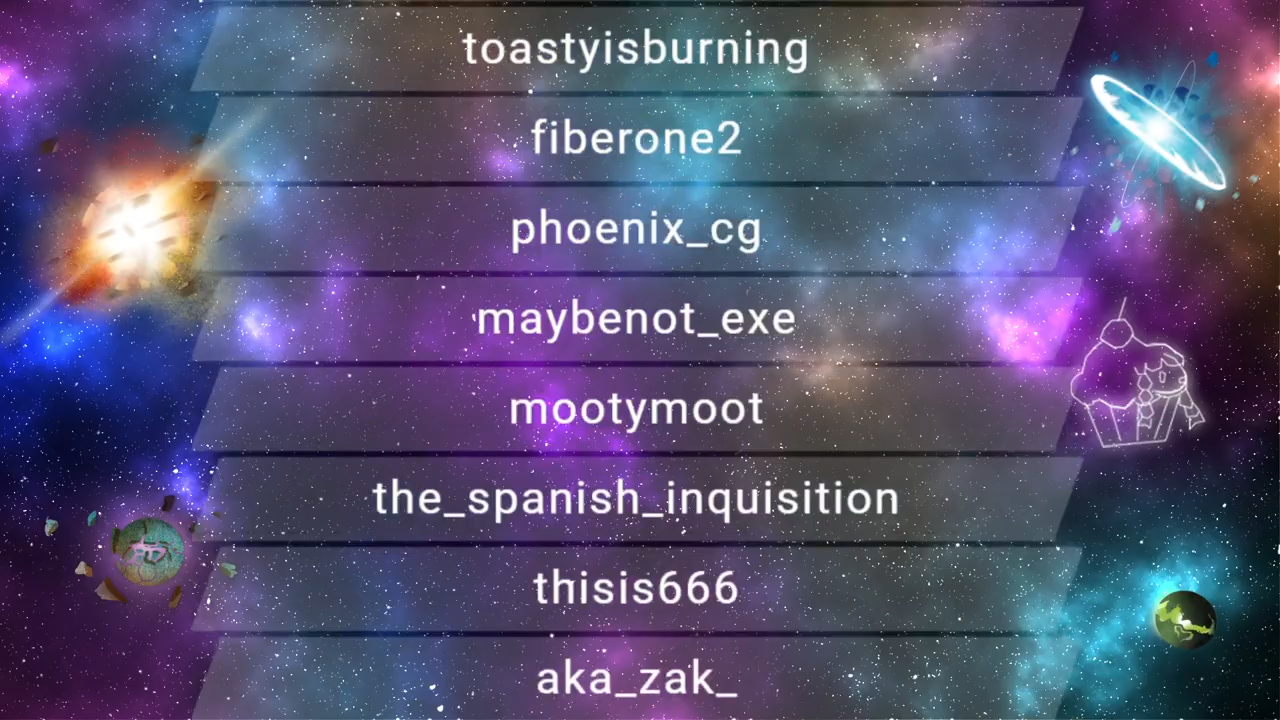 toastyisburning
fiberone2
phoenix_cg
maybenot_exe
mootymoot
the_spanish_inquisition
thisis666
aka_zak_